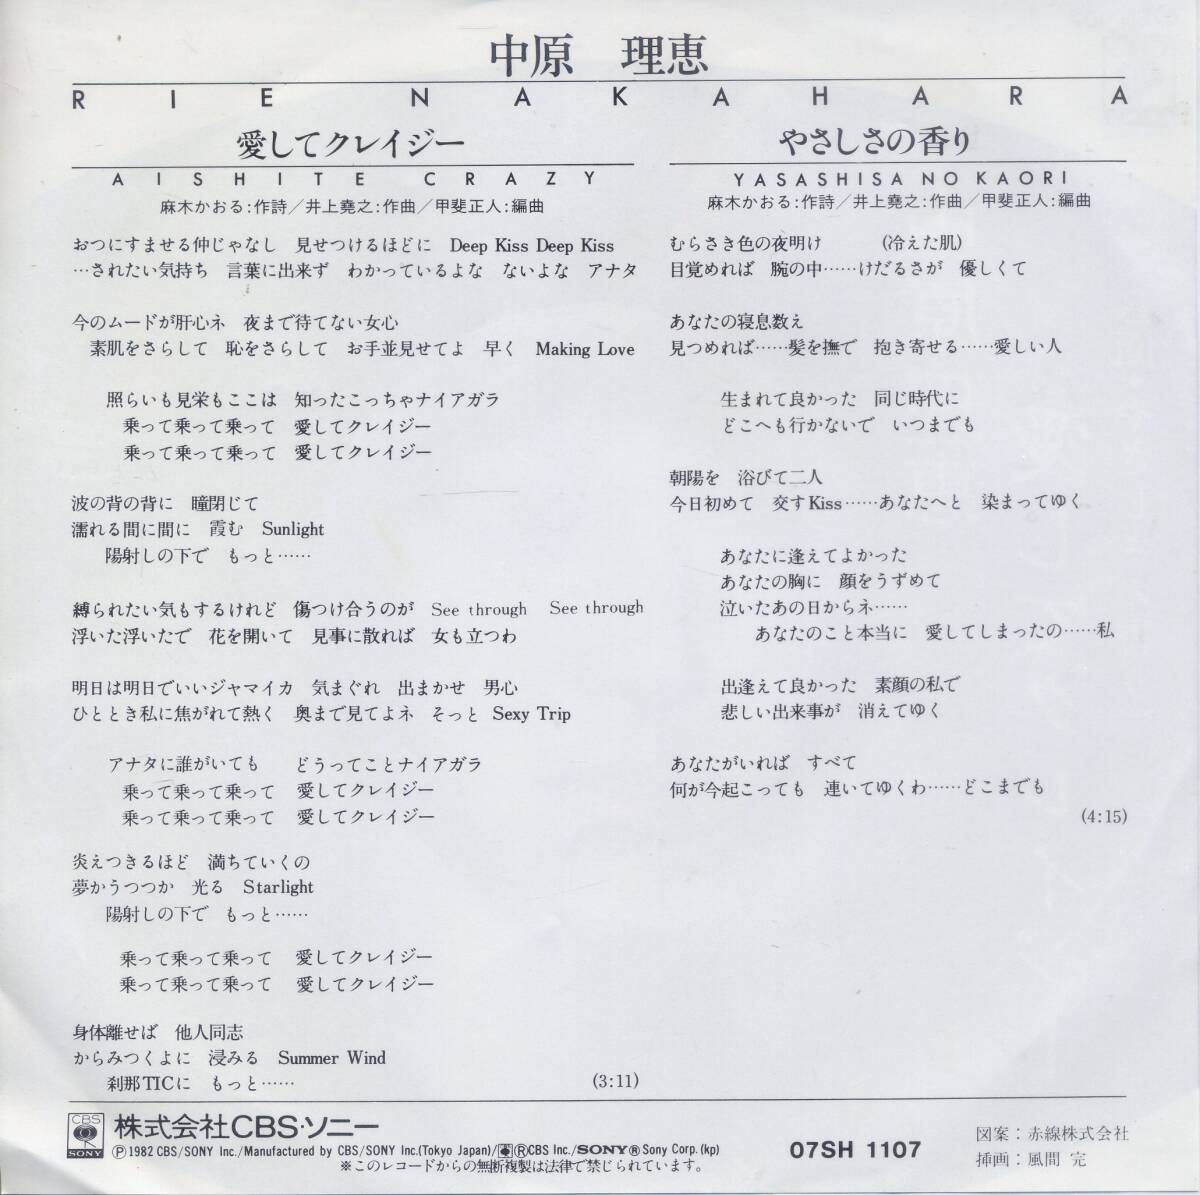 中原 理恵
RIE NAKAHARA
愛してクレイジー
AISHITE CRAZY
麻木かおる:作詩/井上堯之:作曲/甲斐正人:編曲
おつにすませる仲じゃなし 見せつけるほどに Deep Kiss Deep Kiss
…されたい気持ち 言葉に出来ず わかっているよな ないよな アナタ
今のムードが肝心ネ 夜まで待てない女心
素肌をさらして 恥をさらして お手並見せてよ 早く Making Love
照らいも見栄もここは 知ったこっちゃナイアガラ
乗って乗って乗って 愛してクレイジー
乗って乗って乗って 愛してクレイジー
波の背の背に 瞳閉じて
濡れる間に間に 霞む Sunlight
陽射しの下で もっと……
縛られたい気もするけれど 傷つけ合うのが See through See through
浮いた浮いたで 花を開いて 見事に散れば 女も立つわ
明日は明日でいいジャマイカ 気まぐれ 出まかせ 男心
ひととき私に焦がれて熱く 奥まで見てよネ そっと Sexy Trip
アナタに誰がいても どうってことナイアガラ
乗って乗って乗って 愛してクレイジー
乗って乗って乗って 愛してクレイジー
炎えつきるほど 満ちていくの
夢かうつつか 光る Starlight
陽射しの下で もっと……
乗って乗って乗って 愛してクレイジー
乗って乗って乗って 愛してクレイジー
身体離せば 他人同志
からみつくよに 浸みる Summer Wind
刹那TICに もっと……
(3:11)
やさしさの香り
YASASHISA NO KAORI
麻木かおる:作詩/井上堯之:作曲/甲斐正人:編曲
むらさき色の夜明け (冷えた肌)
目覚めれば 腕の中……けだるさが 優しくて
あなたの寝息数え
見つめれば……髪を撫で 抱き寄せる……愛しい人
生まれて良かった 同じ時代に
どこへも行かないで いつまでも
朝陽を 浴びて二人
今日初めて 交すKiss……あなたへと 染まってゆく
あなたに逢えてよかった
あなたの胸に 顔をうずめて
泣いたあの日からネ……
あなたのこと本当に 愛してしまったの……私
出逢えて良かった 素顔の私で
悲しい出来事が 消えてゆく
あなたがいれば すべて
何が今起こっても 連いてゆくわ……どこまでも
(4:15)
CBS
SONY
株式会社CBS・ソニー
Ⓟ1982 CBS/SONY Inc./Manufactured by CBS/SONY Inc.(Tokyo Japan)/®CBS Inc./SONY®Sony Corp.(kp)
※このレコードからの無断複製は法律で禁じられています。
07SH 1107
図案:赤線株式会社
挿画:風間 完